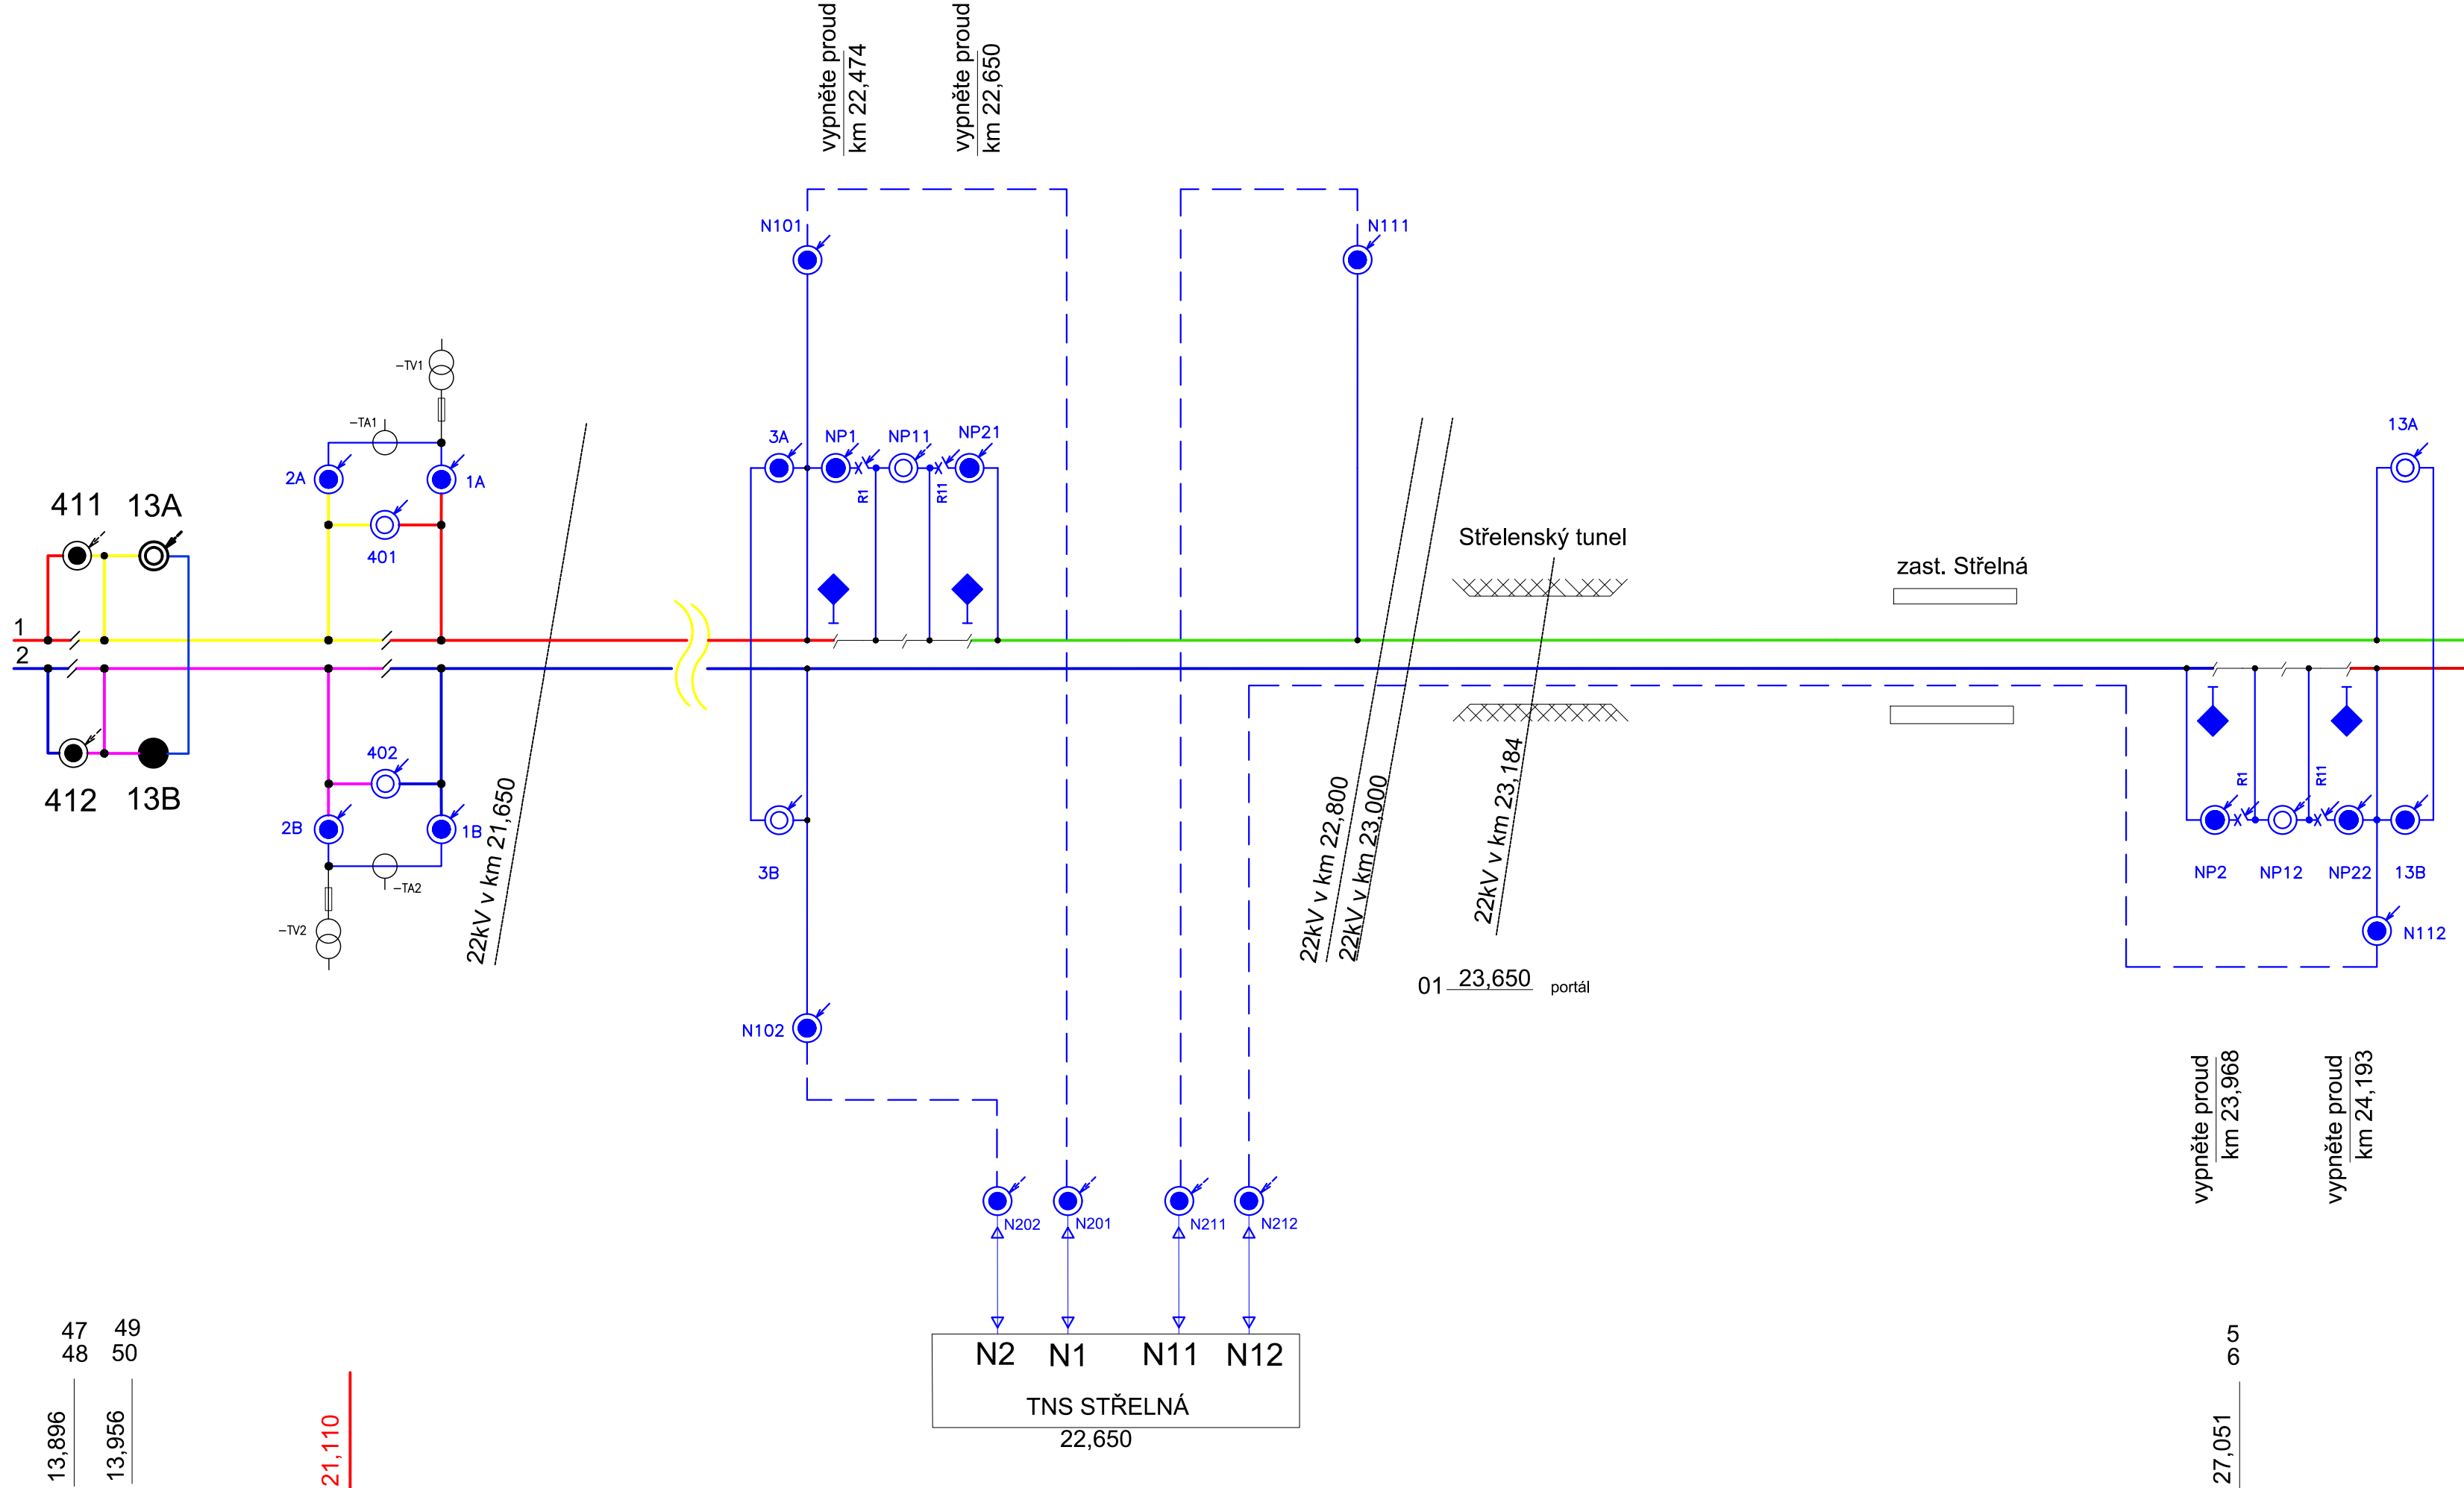 vypněte proud
km 22,474
vypněte proud
km 22,650
N101
N111
-TV1
-TA1
2A
1A
401
3A
NP1
NP11
NP21
R1
R11
13A
411
13A
Střelenský tunel
zast. Střelná
1
2
402
412
13B
2B
1B
-TA2
-TV2
22kV v km 21,650
3B
22kV v km 22,800
22kV v km 23,000
22kV v km 23,184
R1
R11
NP2
NP12
NP22
13B
N112
01 23,650 portál
N102
vypněte proud
km 23,968
vypněte proud
km 24,193
N202
N201
N211
N212
N2
N1
N11
N12
TNS STŘELNÁ
22,650
47
48
49
50
13,896
13,956
21,110
5
6
27,051